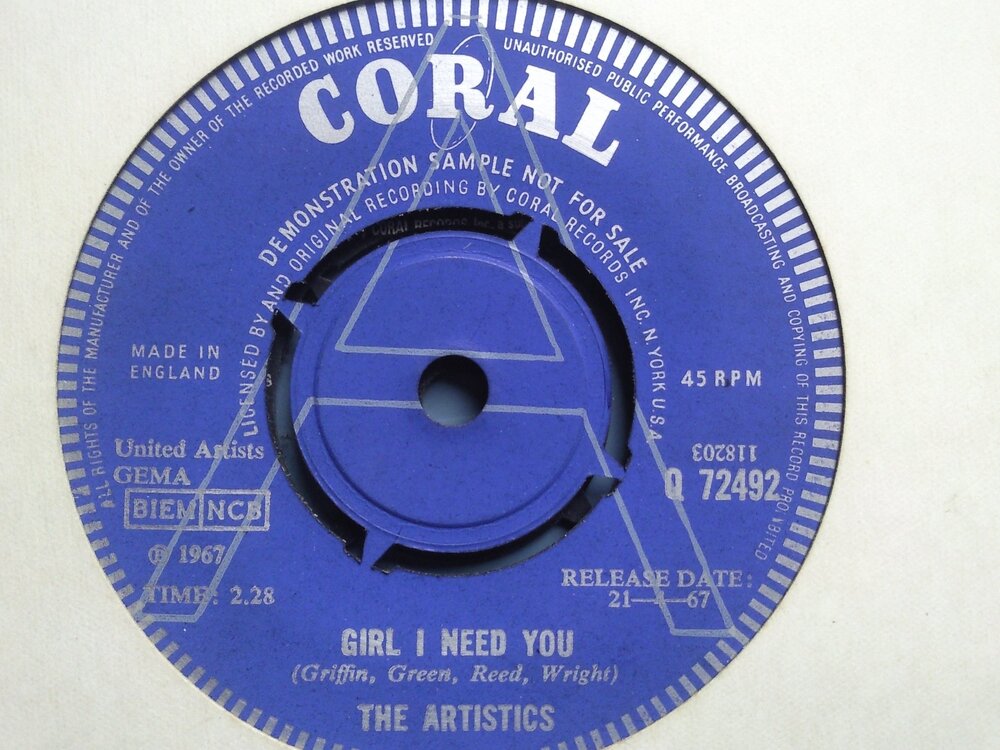 ALL RIGHTS OF THE MANUFACTURER AND OF THE OWNER OF THE RECORDED WORK RESERVED
UNAUTHORISED PUBLIC PERFORMANCE BROADCASTING AND COPYING OF THIS RECORD PROHIBITED
CORAL
DEMONSTRATION SAMPLE NOT FOR SALE
LICENSED BY AND ORIGINAL RECORDING BY CORAL RECORDS INC. N. YORK U.S.A
A
MADE IN
ENGLAND
45 RPM
United Artists
GEMA
BIEM NCB
℗ 1967
TIME: 2.28
118203
Q 72492
RELEASE DATE:
21 67
GIRL I NEED YOU
(Griffin, Green, Reed, Wright)
THE ARTISTICS